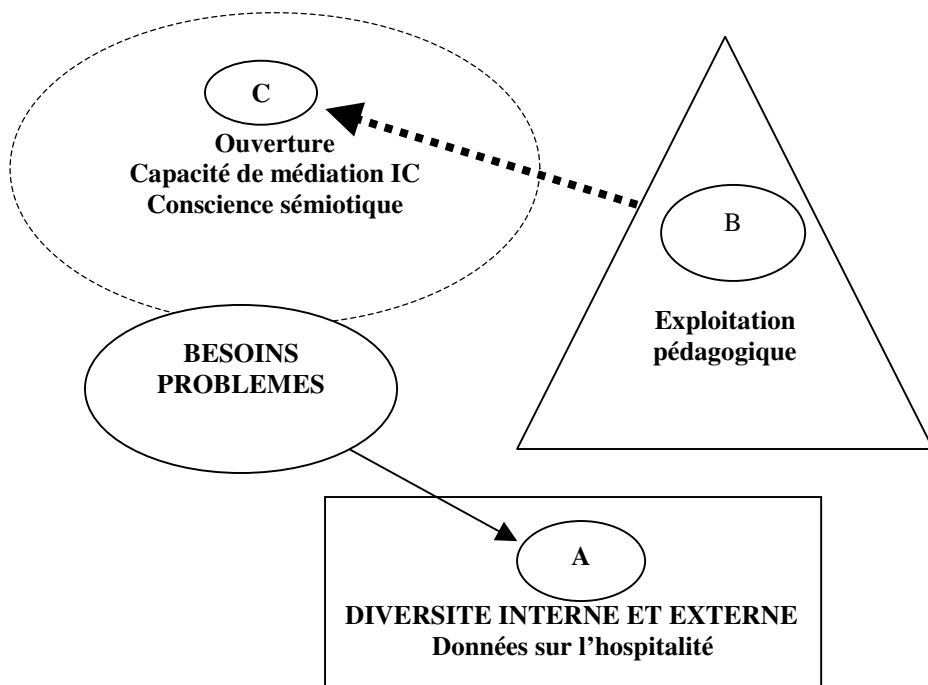 C
Ouverture
Capacité de médiation IC
Conscience sémiotique
B
Exploitation
pédagogique
BESOINS
PROBLEMES
A
DIVERSITE INTERNE ET EXTERNE
Données sur l’hospitalité